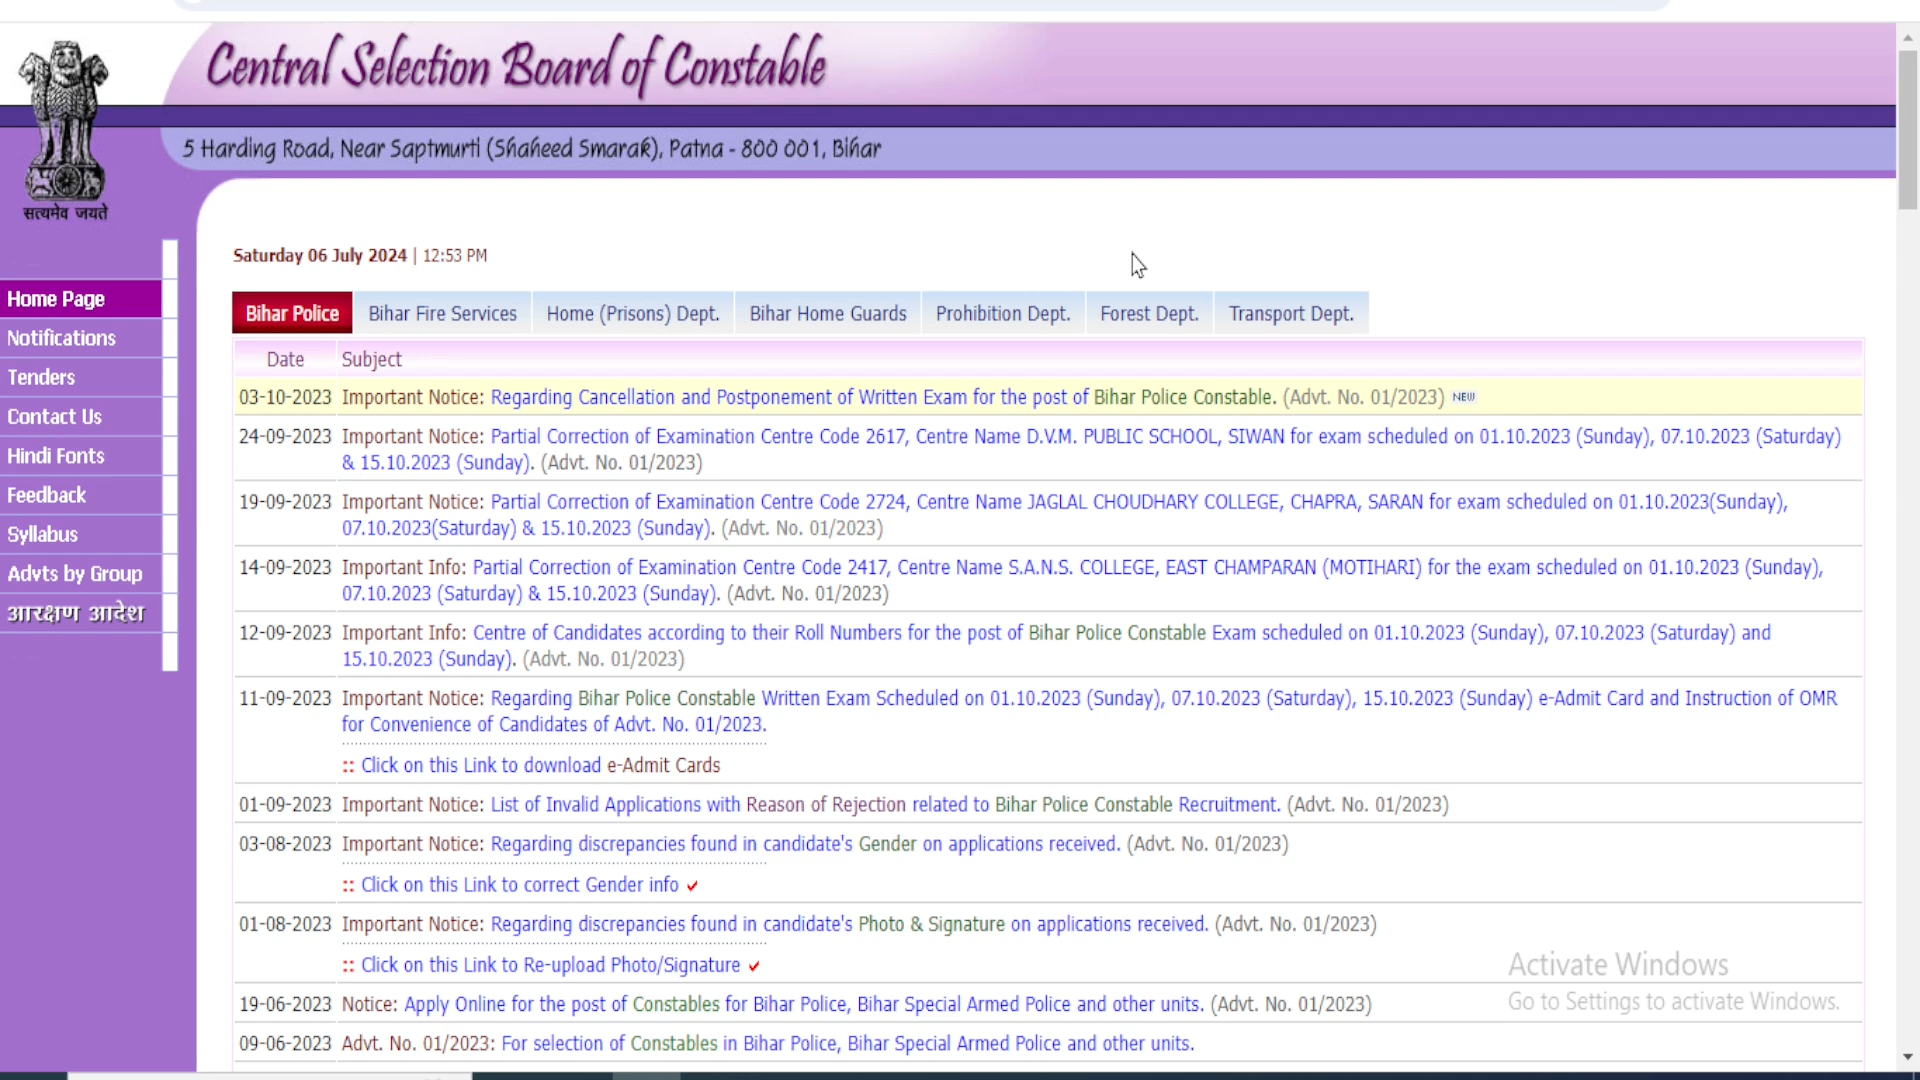 Central Selection Board of Constable
5 Harding Road, Near Saptmurti (Shaheed Smarak), Patna - 800 001, Bihar
सत्यमेव जयते
Saturday 06 July 2024 | 12:53 PM
Home Page
Notifications
Tenders
Contact Us
Hindi Fonts
Feedback
Syllabus
Advts by Group
आरक्षण आदेश
Bihar Police Bihar Fire Services Home (Prisons) Dept. Bihar Home Guards Prohibition Dept. Forest Dept. Transport Dept.
Date Subject
03-10-2023 Important Notice: Regarding Cancellation and Postponement of Written Exam for the post of Bihar Police Constable. (Advt. No. 01/2023) NEW
24-09-2023 Important Notice: Partial Correction of Examination Centre Code 2617, Centre Name D.V.M. PUBLIC SCHOOL, SIWAN for exam scheduled on 01.10.2023 (Sunday), 07.10.2023 (Saturday)
& 15.10.2023 (Sunday). (Advt. No. 01/2023)
19-09-2023 Important Notice: Partial Correction of Examination Centre Code 2724, Centre Name JAGLAL CHOUDHARY COLLEGE, CHAPRA, SARAN for exam scheduled on 01.10.2023(Sunday),
07.10.2023(Saturday) & 15.10.2023 (Sunday). (Advt. No. 01/2023)
14-09-2023 Important Info: Partial Correction of Examination Centre Code 2417, Centre Name S.A.N.S. COLLEGE, EAST CHAMPARAN (MOTIHARI) for the exam scheduled on 01.10.2023 (Sunday),
07.10.2023 (Saturday) & 15.10.2023 (Sunday). (Advt. No. 01/2023)
12-09-2023 Important Info: Centre of Candidates according to their Roll Numbers for the post of Bihar Police Constable Exam scheduled on 01.10.2023 (Sunday), 07.10.2023 (Saturday) and
15.10.2023 (Sunday). (Advt. No. 01/2023)
11-09-2023 Important Notice: Regarding Bihar Police Constable Written Exam Scheduled on 01.10.2023 (Sunday), 07.10.2023 (Saturday), 15.10.2023 (Sunday) e-Admit Card and Instruction of OMR
for Convenience of Candidates of Advt. No. 01/2023.
:: Click on this Link to download e-Admit Cards
01-09-2023 Important Notice: List of Invalid Applications with Reason of Rejection related to Bihar Police Constable Recruitment. (Advt. No. 01/2023)
03-08-2023 Important Notice: Regarding discrepancies found in candidate's Gender on applications received. (Advt. No. 01/2023)
:: Click on this Link to correct Gender info ✓
01-08-2023 Important Notice: Regarding discrepancies found in candidate's Photo & Signature on applications received. (Advt. No. 01/2023)
:: Click on this Link to Re-upload Photo/Signature ✓
19-06-2023 Notice: Apply Online for the post of Constables for Bihar Police, Bihar Special Armed Police and other units. (Advt. No. 01/2023)
09-06-2023 Advt. No. 01/2023: For selection of Constables in Bihar Police, Bihar Special Armed Police and other units.
Activate Windows
Go to Settings to activate Windows.